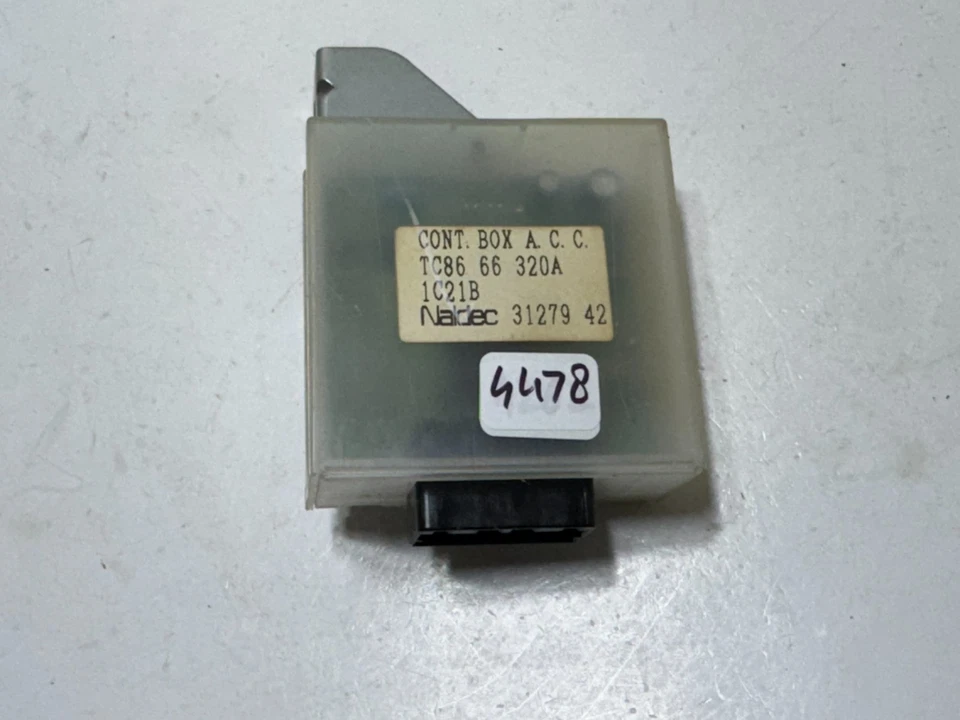 CONT. BOX A. C. C.
TC86 66 320A
1C21B
Naldec 31279 42
4478